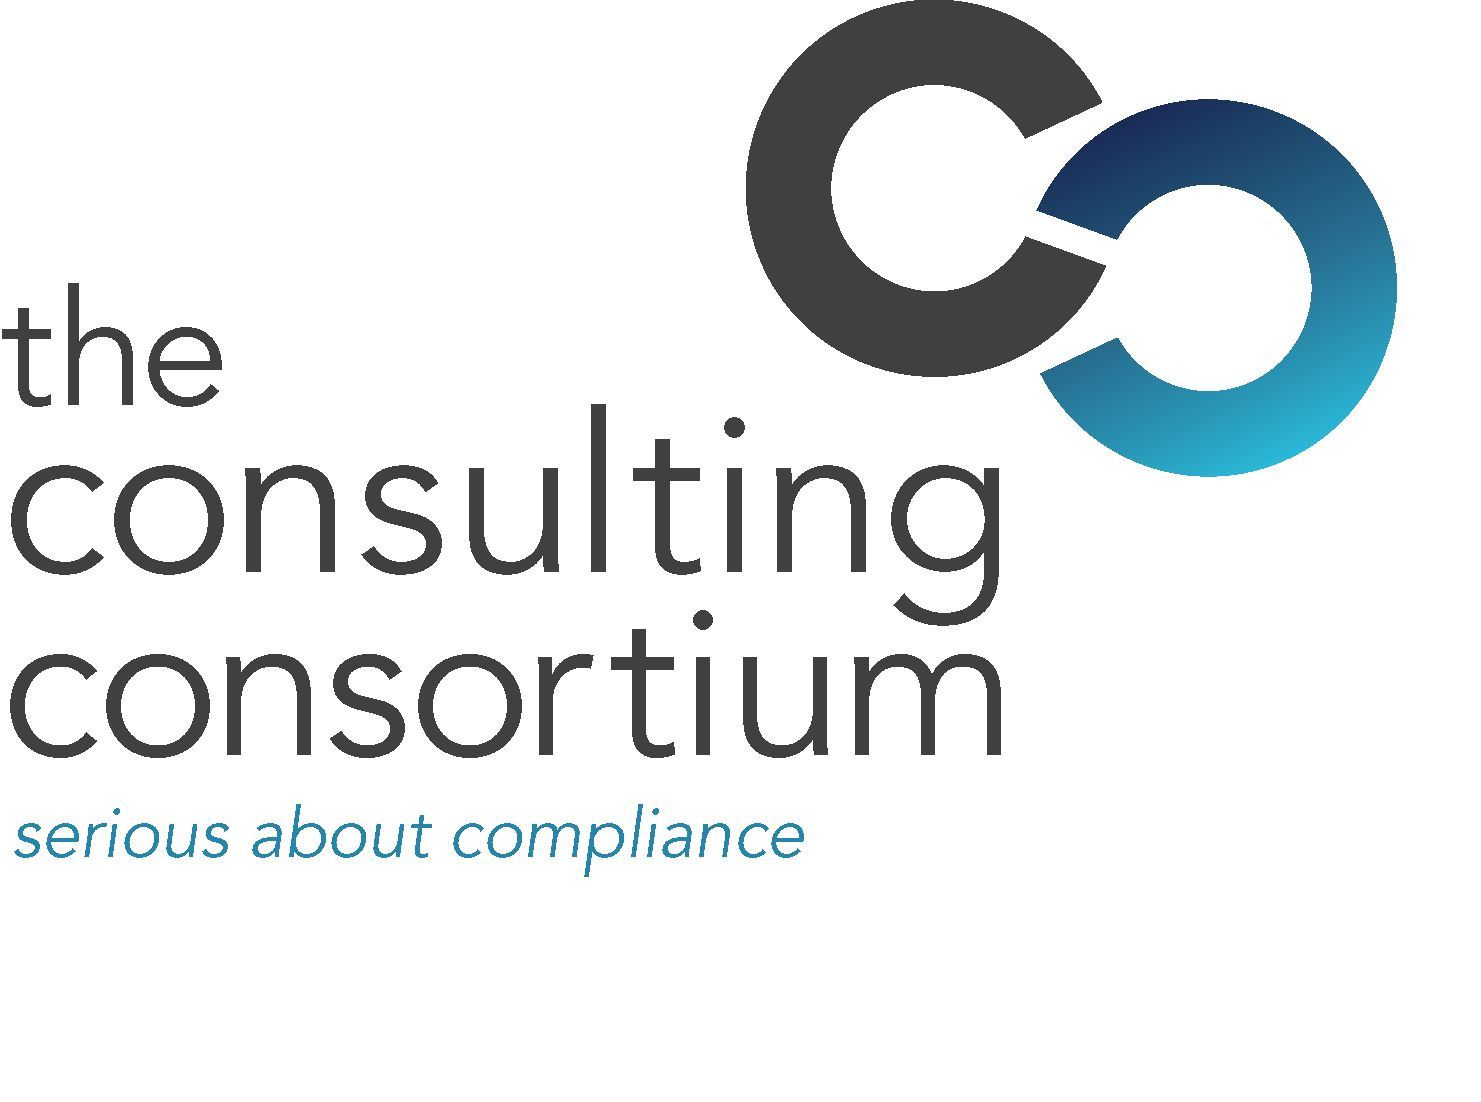 the
consulting
consortium
serious about compliance